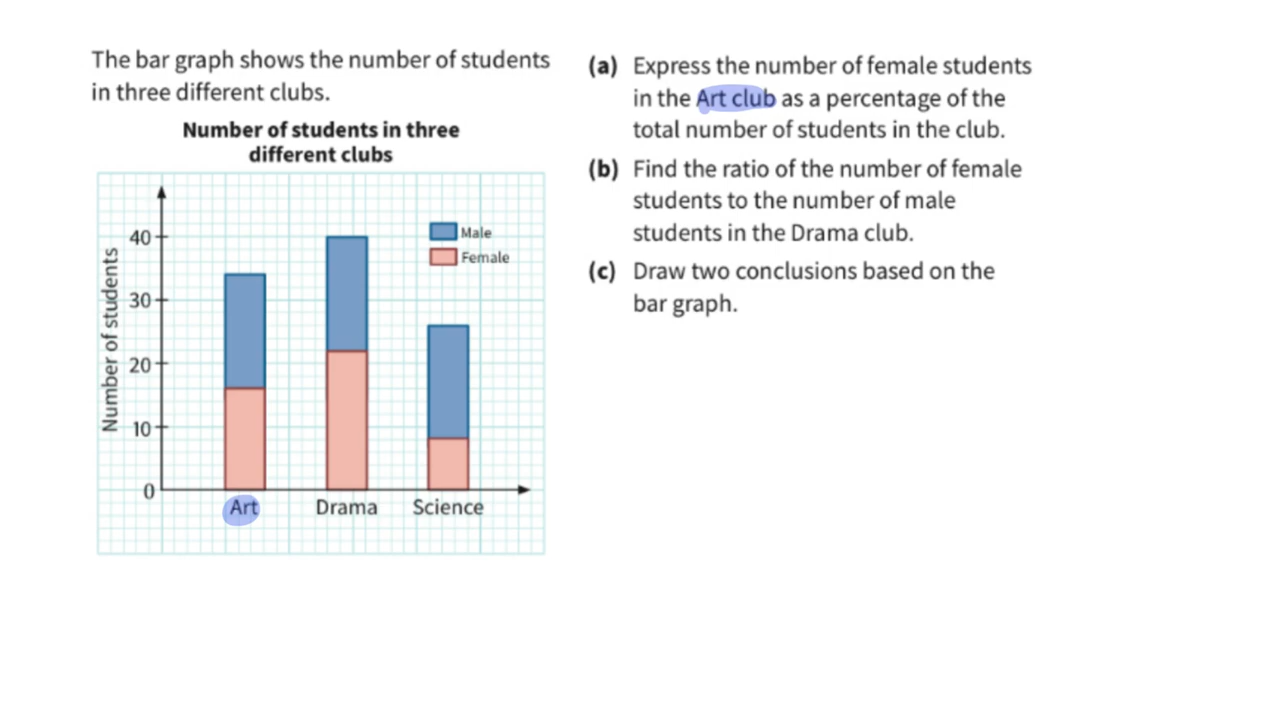 The bar graph shows the number of students
in three different clubs.
Number of students in three
different clubs
Number of students
40
30
20
10
0
Male
Female
Art
Drama
Science
(a) Express the number of female students
in the Art club as a percentage of the
total number of students in the club.
(b) Find the ratio of the number of female
students to the number of male
students in the Drama club.
(c) Draw two conclusions based on the
bar graph.